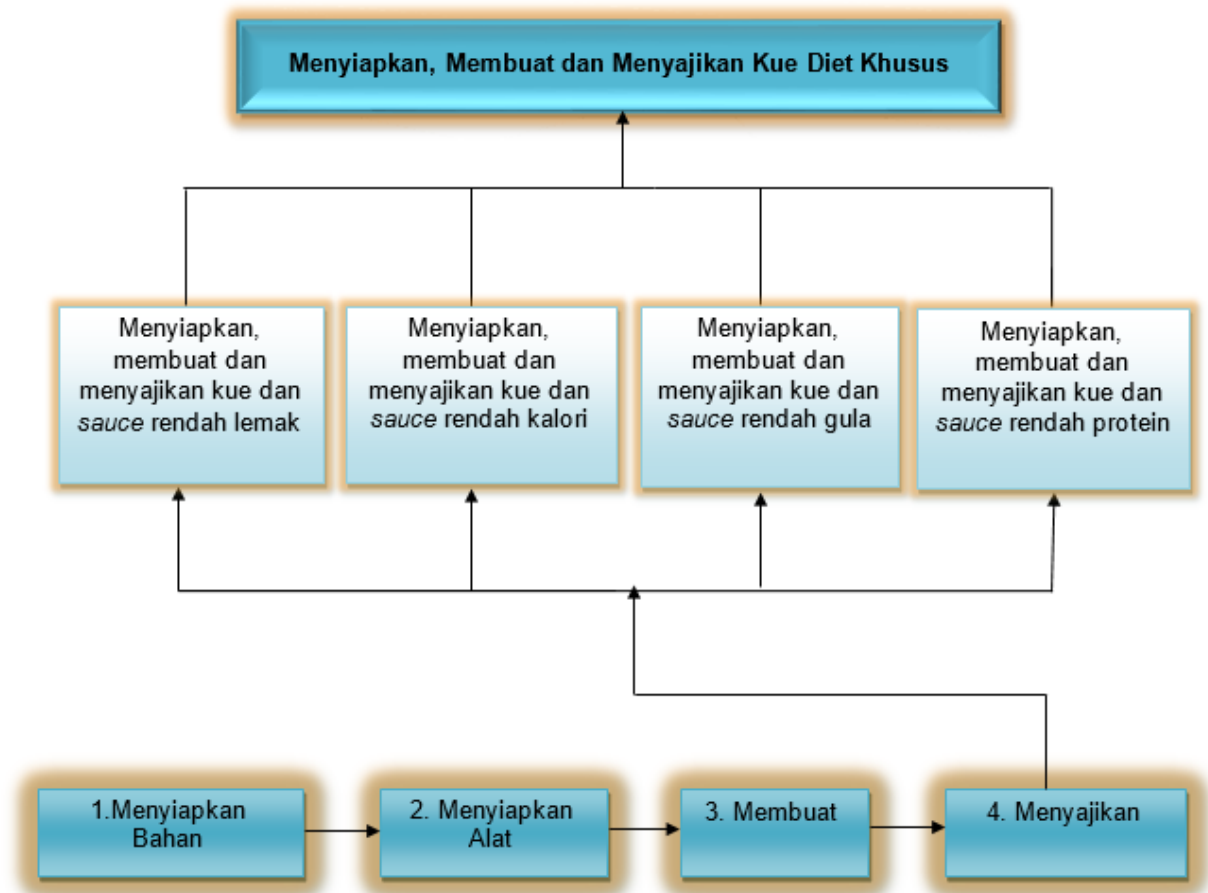 Menyiapkan, Membuat dan Menyajikan Kue Diet Khusus
Menyiapkan,
membuat dan
menyajikan kue dan
sauce rendah lemak
Menyiapkan,
membuat dan
menyajikan kue dan
sauce rendah kalori
Menyiapkan,
membuat dan
menyajikan kue dan
sauce rendah gula
Menyiapkan,
membuat dan
menyajikan kue dan
sauce rendah protein
1.Menyiapkan
Bahan
2. Menyiapkan
Alat
3. Membuat
4. Menyajikan